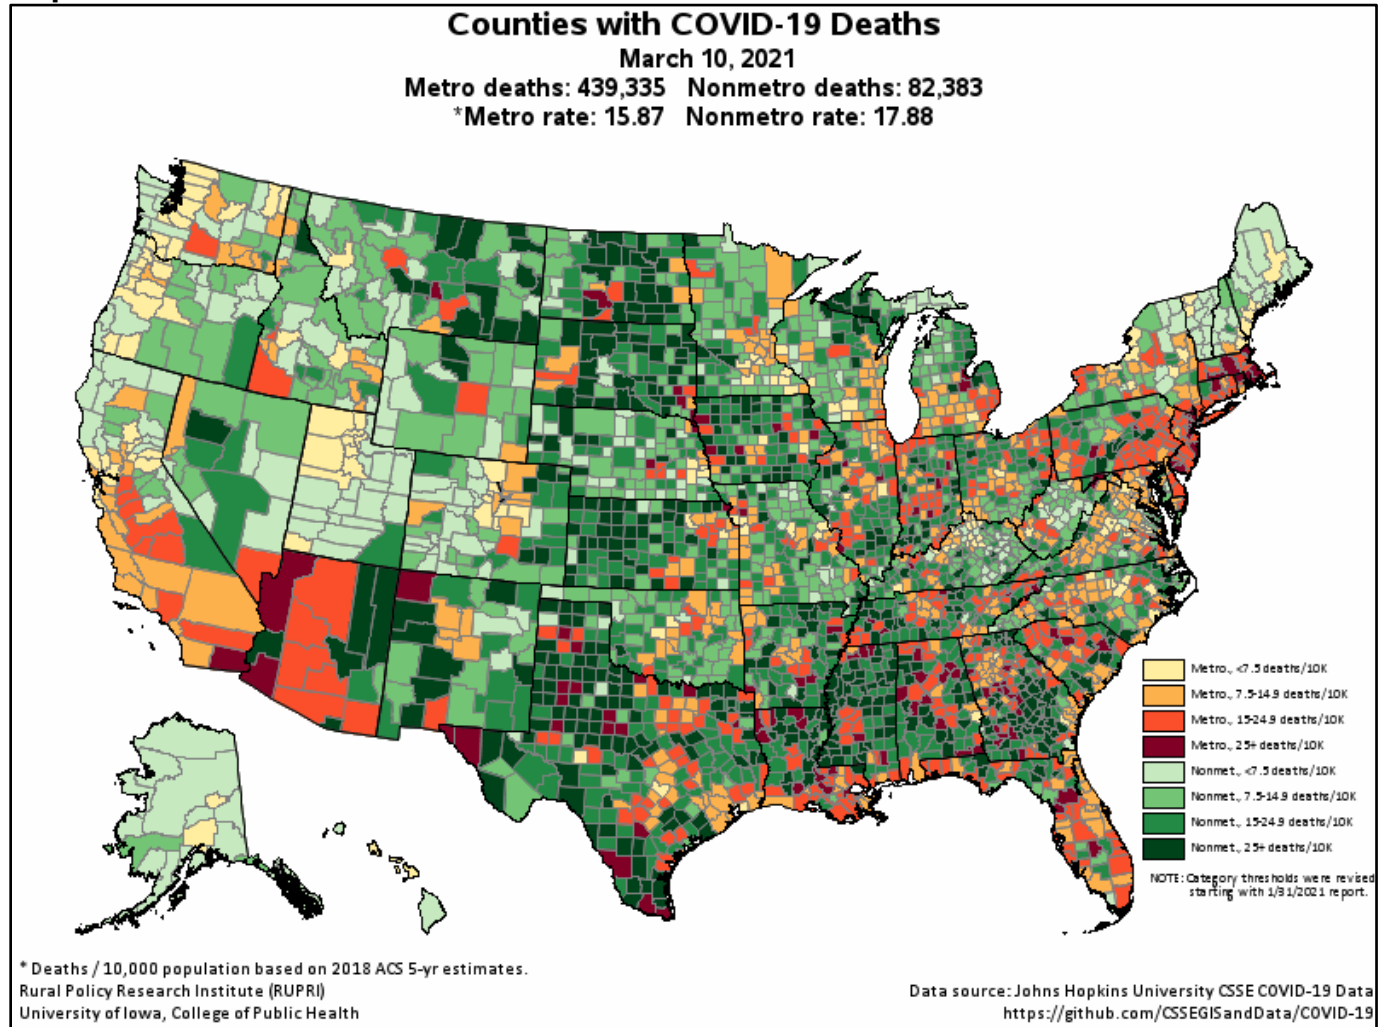 Counties with COVID-19 Deaths
March 10, 2021
Metro deaths: 439,335 Nonmetro deaths: 82,383
*Metro rate: 15.87 Nonmetro rate: 17.88
Metro., <7.5 deaths/10K
Metro., 7.5-14.9 deaths/10K
Metro., 15-24.9 deaths/10K
Metro., 25+ deaths/10K
Nonmet., <7.5 deaths/10K
Nonmet., 7.5-14.9 deaths/10K
Nonmet., 15-24.9 deaths/10K
Nonmet., 25+ deaths/10K
NOTE: Category thresholds were revised
starting with 1/31/2021 report.
* Deaths / 10,000 population based on 2018 ACS 5-yr estimates.
Rural Policy Research Institute (RUPRI)
University of Iowa, College of Public Health
Data source: Johns Hopkins University CSSE COVID-19 Data
https://github.com/CSSEGISandData/COVID-19